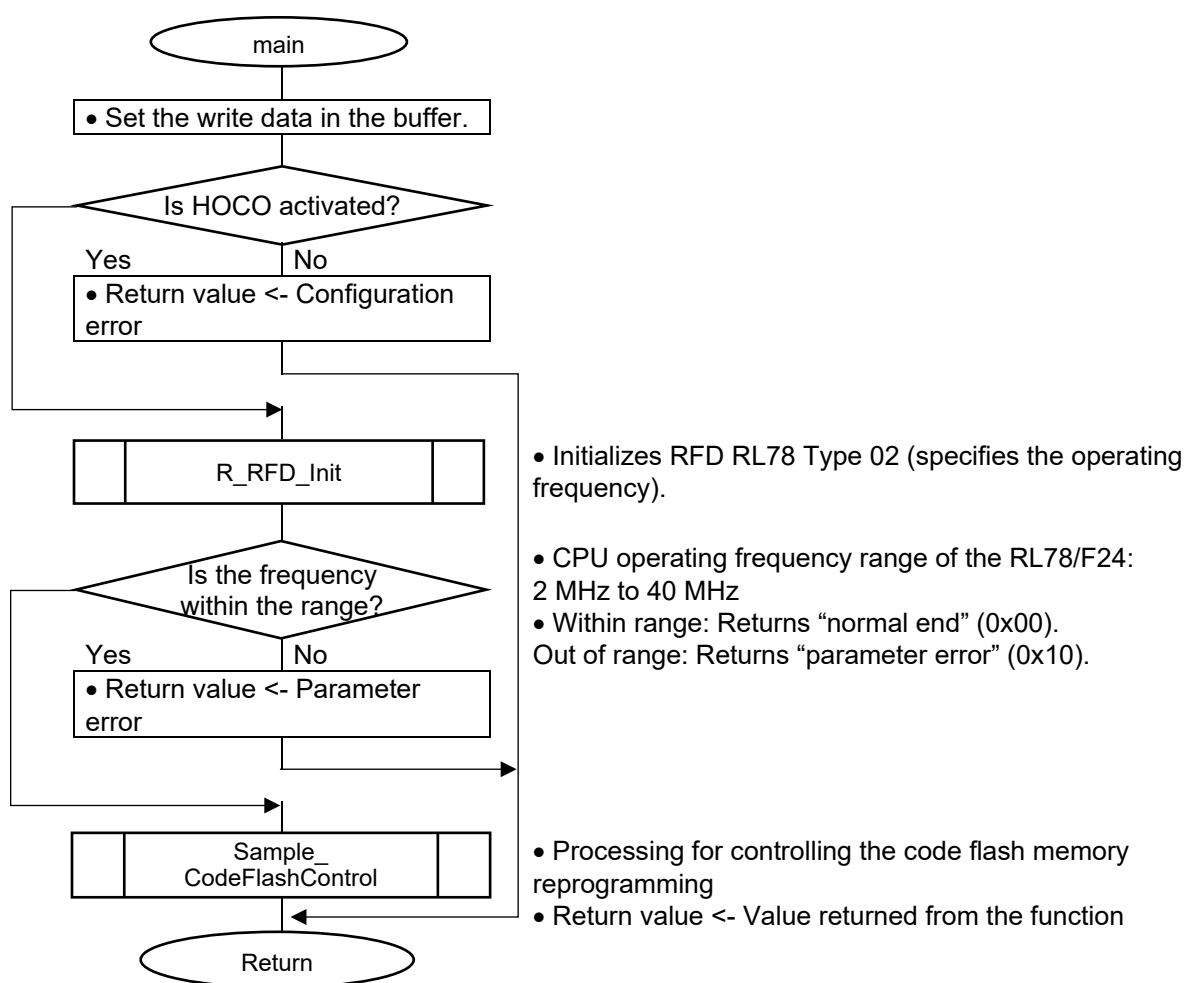 main
• Set the write data in the buffer.
Is HOCO activated?
Yes
No
• Return value <- Configuration
error
R_RFD_Init
• Initializes RFD RL78 Type 02 (specifies the operating
frequency).
Is the frequency
within the range?
• CPU operating frequency range of the RL78/F24:
2 MHz to 40 MHz
• Within range: Returns “normal end” (0x00).
Out of range: Returns “parameter error” (0x10).
Yes
No
• Return value <- Parameter
error
Sample_
CodeFlashControl
• Processing for controlling the code flash memory
reprogramming
• Return value <- Value returned from the function
Return